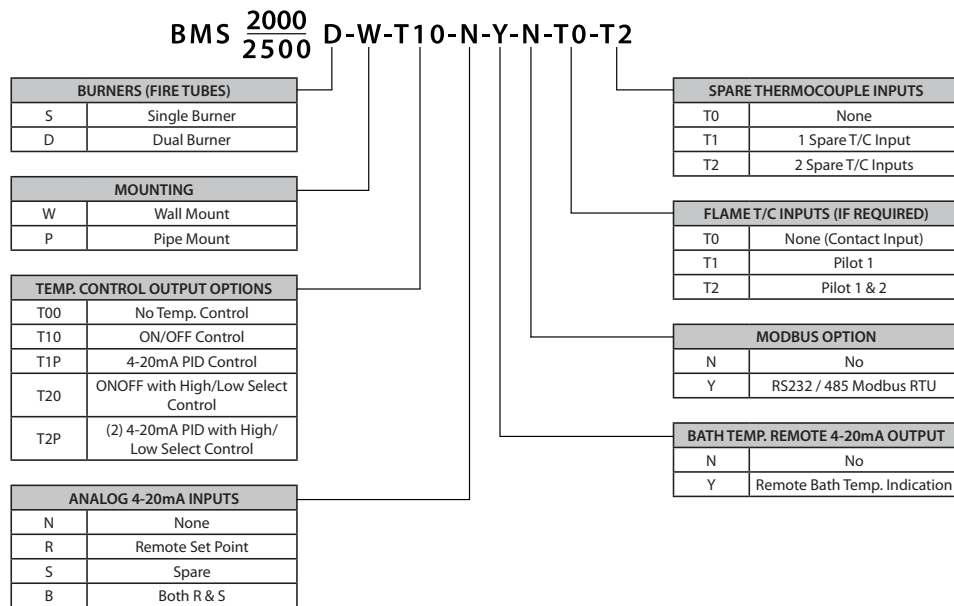 BMS 2000 D-W-T10-N-Y-N-T0-T2
2500
BURNERS (FIRE TUBES)
S Single Burner
D Dual Burner
MOUNTING
W Wall Mount
P Pipe Mount
TEMP. CONTROL OUTPUT OPTIONS
T00 No Temp. Control
T10 ON/OFF Control
T1P 4-20mA PID Control
T20 ONOFF with High/Low Select
Control
T2P (2) 4-20mA PID with High/
Low Select Control
ANALOG 4-20mA INPUTS
N None
R Remote Set Point
S Spare
B Both R & S
SPARE THERMOCOUPLE INPUTS
T0 None
T1 1 Spare T/C Input
T2 2 Spare T/C Inputs
FLAME T/C INPUTS (IF REQUIRED)
T0 None (Contact Input)
T1 Pilot 1
T2 Pilot 1 & 2
MODBUS OPTION
N No
Y RS232 / 485 Modbus RTU
BATH TEMP. REMOTE 4-20mA OUTPUT
N No
Y Remote Bath Temp. Indication